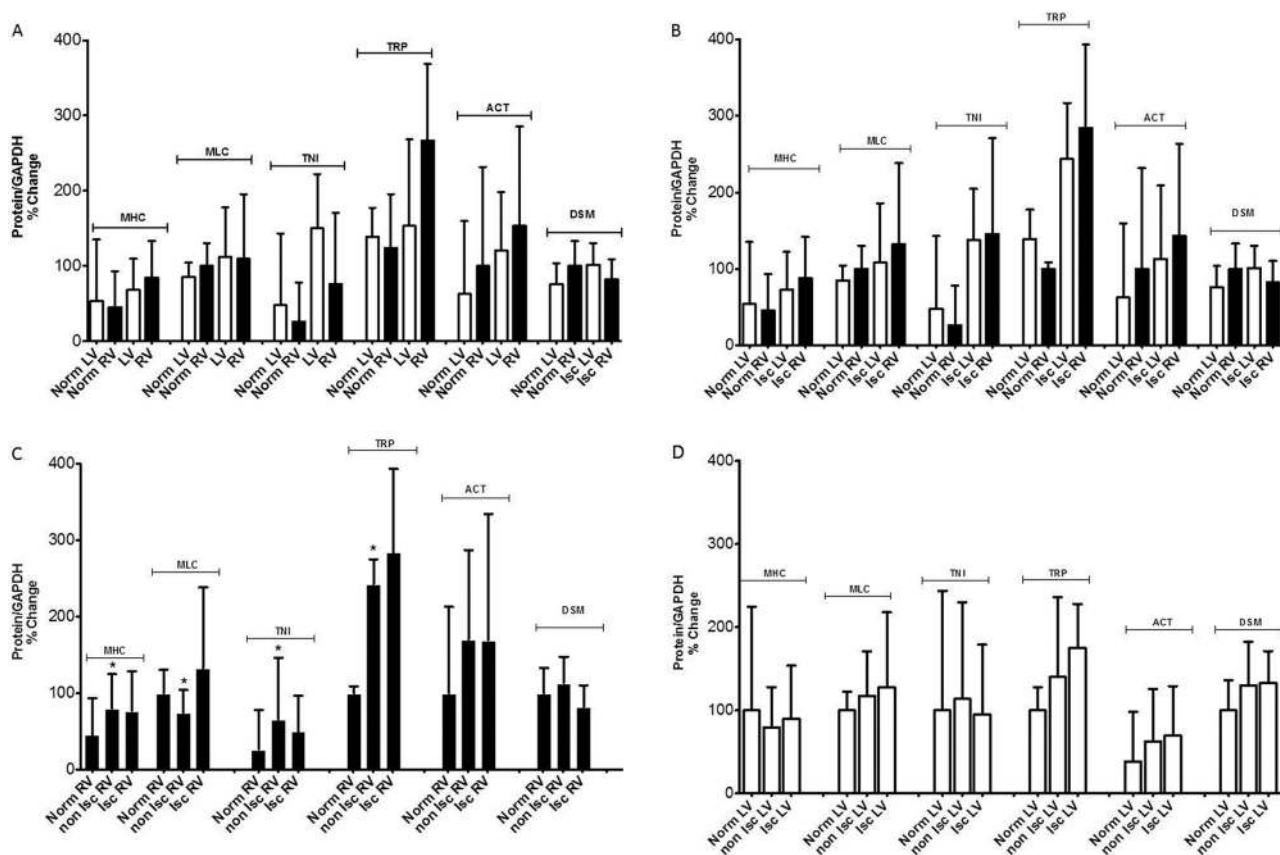 A
Protein/GAPDH
% Change
400
300
200
100
0
MHC
MLC
TNI
TRP
ACT
DSM
Norm LV
Norm RV
LV
RV
Norm LV
Norm RV
LV
RV
Norm LV
Norm RV
LV
RV
Norm LV
Norm RV
LV
RV
Norm LV
Norm RV
LV
RV
Norm LV
Norm RV
Isc LV
Isc RV
B
Protein/GAPDH
% Change
400
300
200
100
0
MHC
MLC
TNI
TRP
ACT
DSM
Norm LV
Norm RV
Isc LV
Isc RV
Norm LV
Norm RV
Isc LV
Isc RV
Norm LV
Norm RV
Isc LV
Isc RV
Norm LV
Norm RV
Isc LV
Isc RV
Norm LV
Norm RV
Isc LV
Isc RV
Norm LV
Norm RV
Isc LV
Isc RV
C
Protein/GAPDH
% Change
400
300
200
100
0
MHC
*
MLC
*
TNI
*
TRP
*
ACT
DSM
Norm RV
non Isc RV
Isc RV
Norm RV
non Isc RV
Isc RV
Norm RV
non Isc RV
Isc RV
Norm RV
non Isc RV
Isc RV
Norm RV
non Isc RV
Isc RV
Norm RV
non Isc RV
Isc RV
D
Protein/GAPDH
% Change
400
300
200
100
0
MHC
MLC
TNI
TRP
ACT
DSM
Norm LV
non Isc LV
Isc LV
Norm LV
non Isc LV
Isc LV
Norm LV
non Isc LV
Isc LV
Norm LV
non Isc LV
Isc LV
Norm LV
non Isc LV
Isc LV
Norm LV
non Isc LV
Isc LV